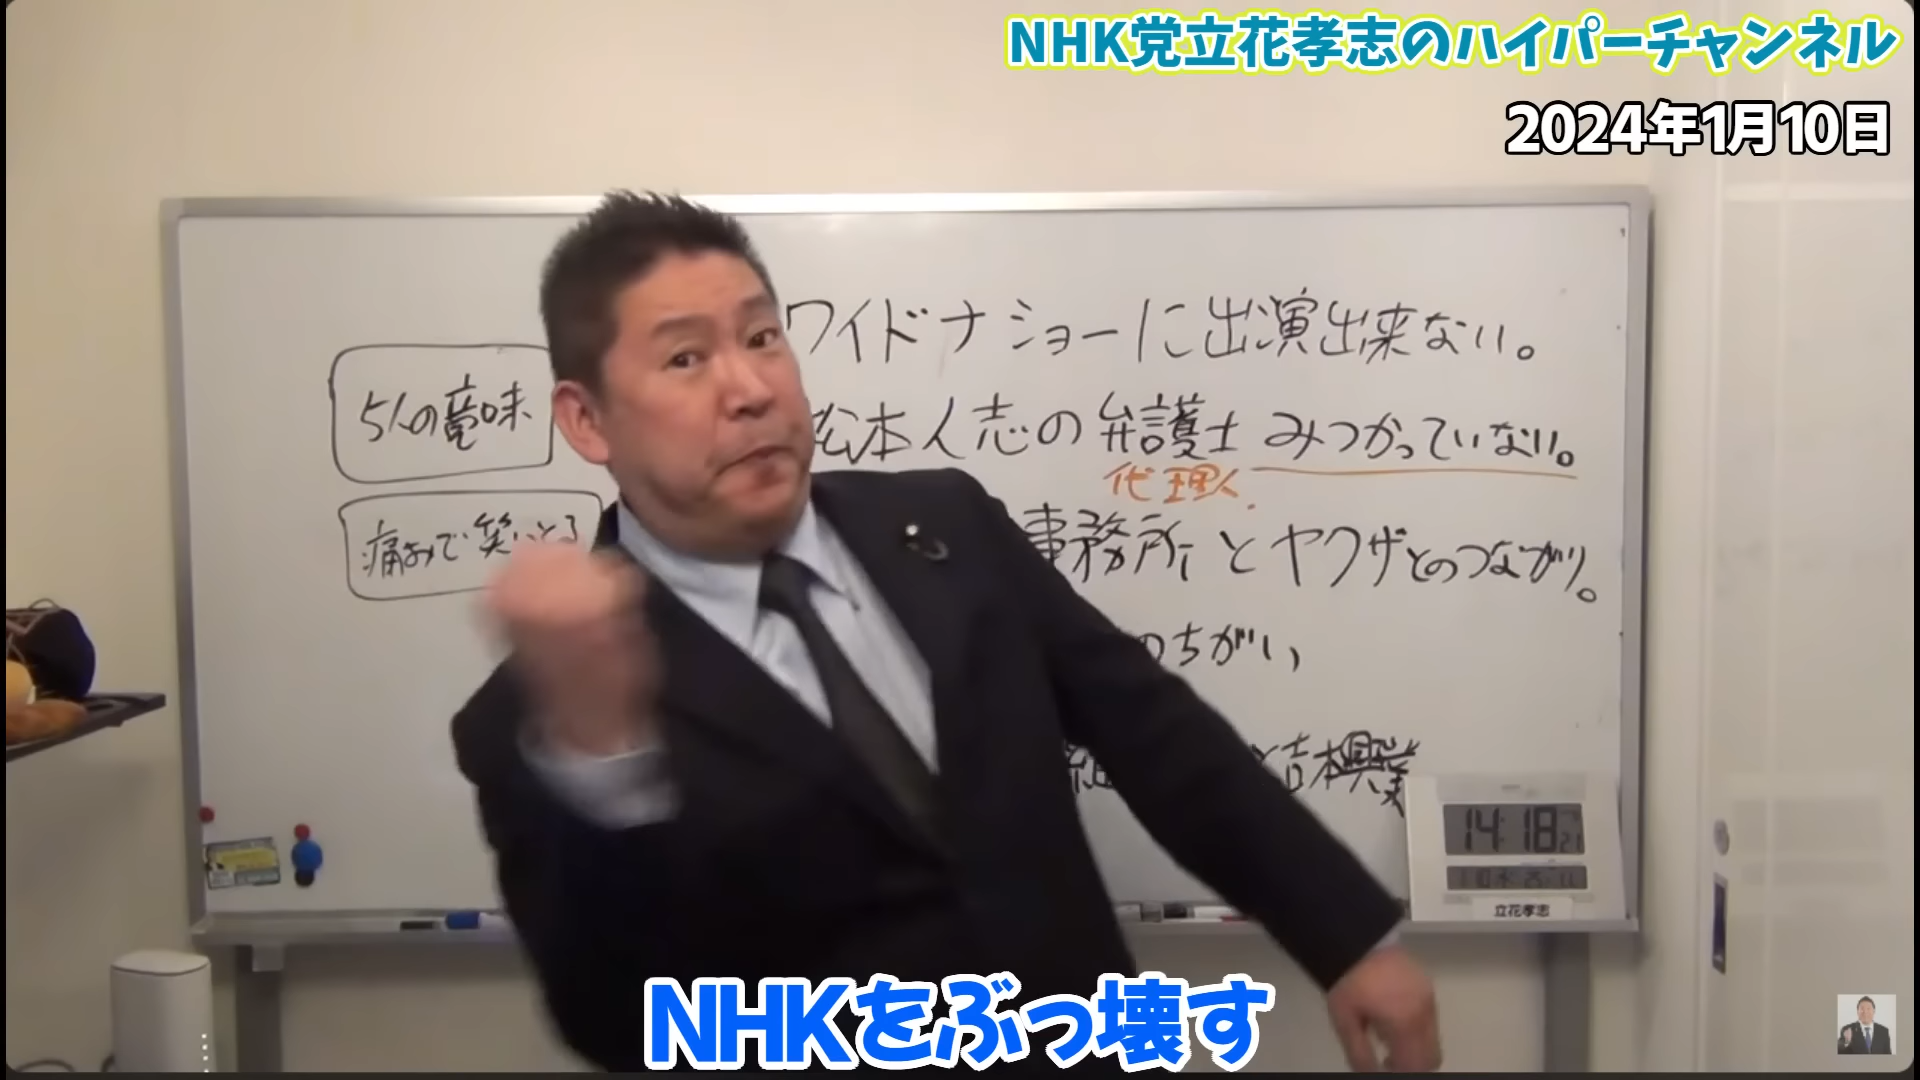 NHK党立花孝志のハイパーチャンネル
2024年1月10日
ワイドナショーに出演出来ない。
松本人志の弁護士みつかっていない。
代理人
事務所とヤクザとのつながり。
のちがい
と吉本興業
5人の意味
痛みで笑いとる
14:18 21
立花孝志
NHKをぶっ壊す